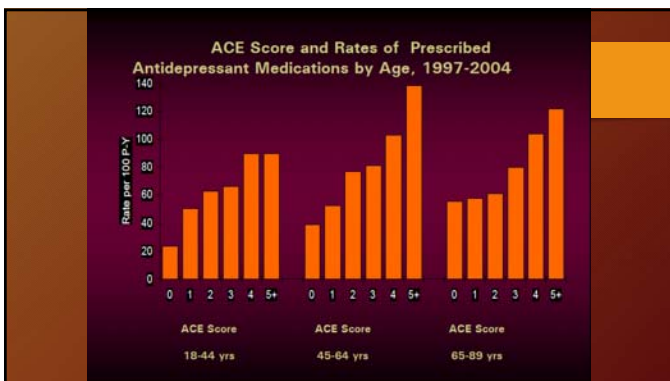 ACE Score and Rates of Prescribed
Antidepressant Medications by Age, 1997-2004
Rate per 100 P-Y
140
120
100
80
60
40
20
0
0 1 2 3 4 5+ 0 1 2 3 4 5+ 0 1 2 3 4 5+
ACE Score ACE Score ACE Score
18-44 yrs 45-64 yrs 65-89 yrs